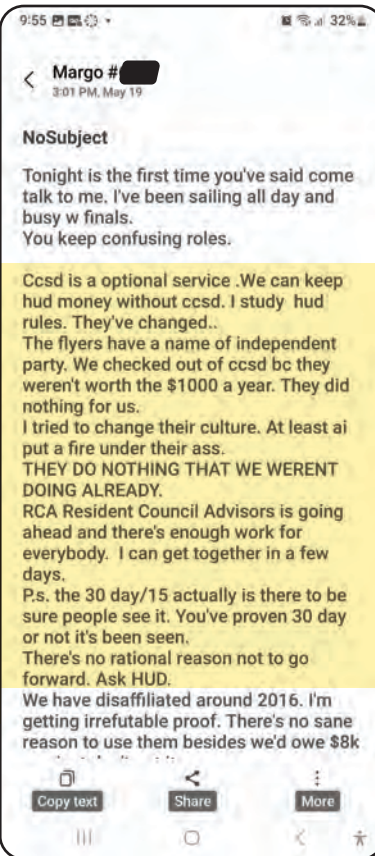 9:55
32%
Margo #
3:01 PM, May 19
NoSubject
Tonight is the first time you've said come
talk to me. I've been sailing all day and
busy w finals.
You keep confusing roles.
Ccsd is a optional service .We can keep
hud money without ccsd. I study hud
rules. They've changed..
The flyers have a name of independent
party. We checked out of ccsd bc they
weren't worth the $1000 a year. They did
nothing for us.
I tried to change their culture. At least ai
put a fire under their ass.
THEY DO NOTHING THAT WE WERENT
DOING ALREADY.
RCA Resident Council Advisors is going
ahead and there's enough work for
everybody. I can get together in a few
days.
P.s. the 30 day/15 actually is there to be
sure people see it. You've proven 30 day
or not it's been seen.
There's no rational reason not to go
forward. Ask HUD.
We have disaffiliated around 2016. I'm
getting irrefutable proof. There's no sane
reason to use them besides we'd owe $8k
Copy text
Share
More